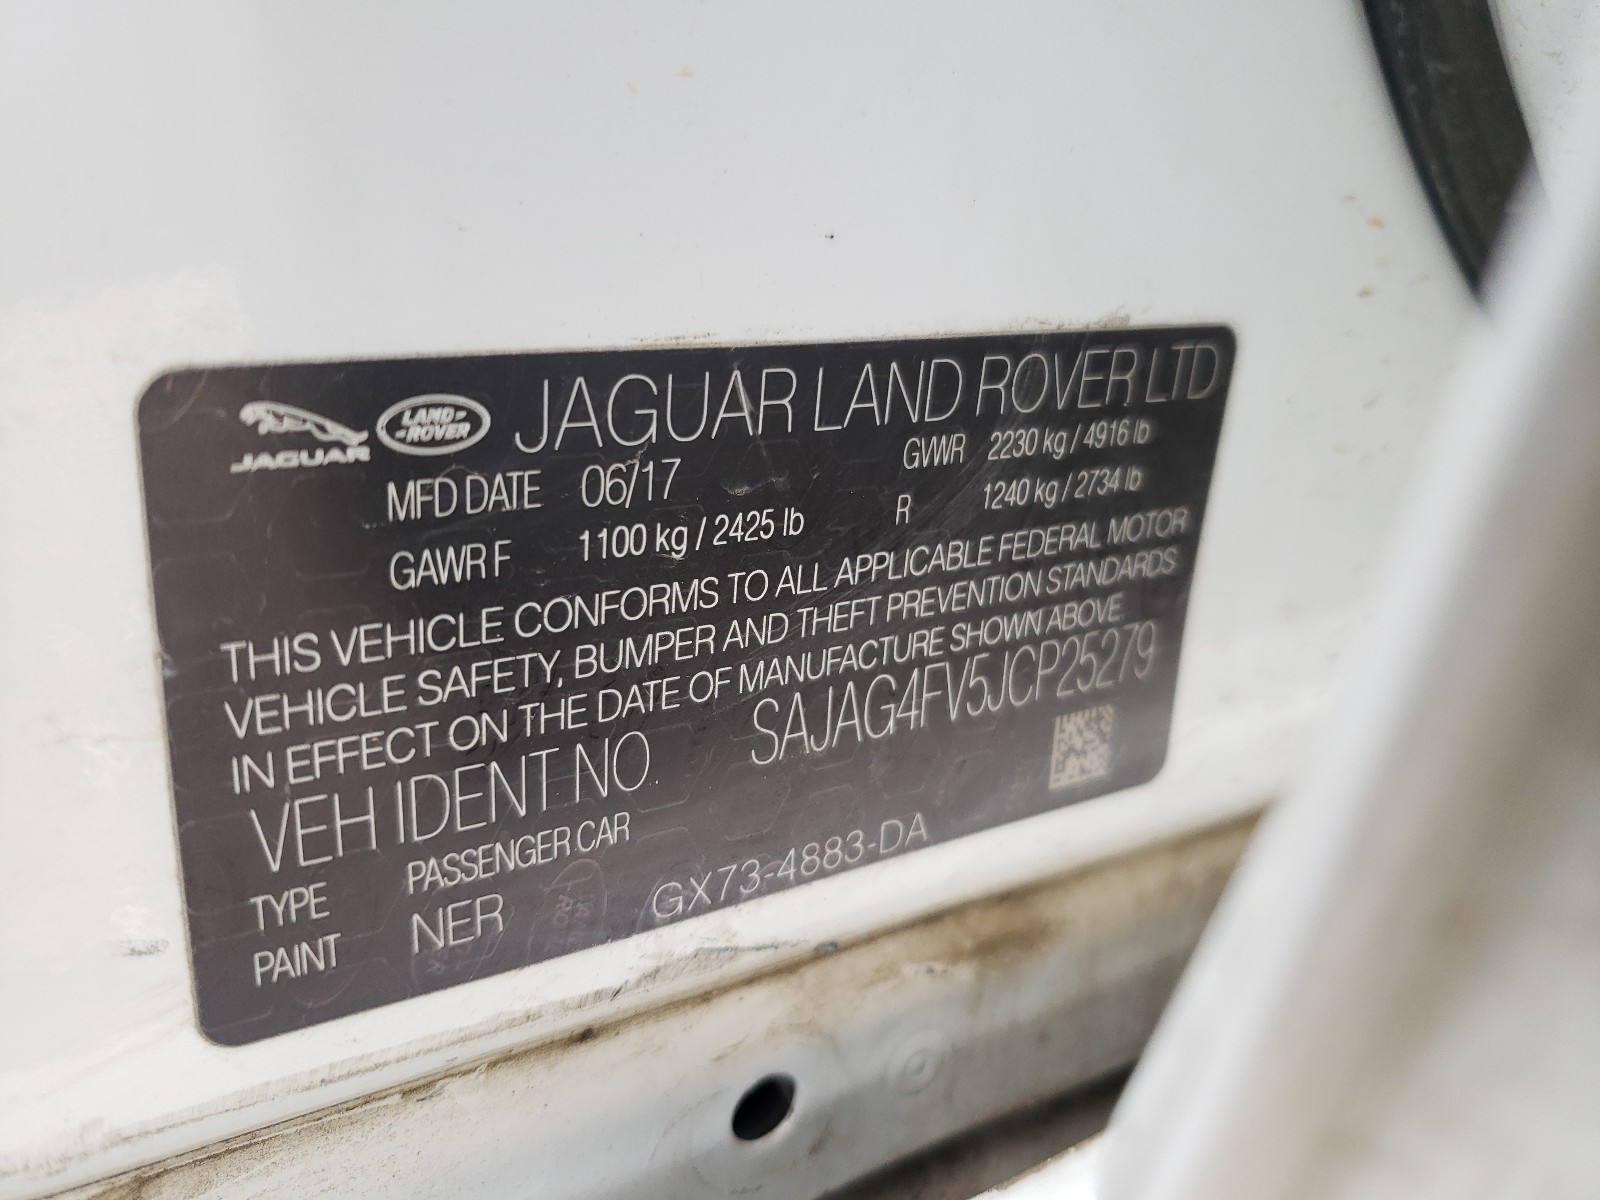 JAGUAR LAND-ROVER JAGUAR LAND ROVER LTD
MFD DATE 06/17 GVWR 2230 kg / 4916 lb
GAWR F 1100 kg / 2425 lb R 1240 kg / 2734 lb
THIS VEHICLE CONFORMS TO ALL APPLICABLE FEDERAL MOTOR
VEHICLE SAFETY, BUMPER AND THEFT PREVENTION STANDARDS
IN EFFECT ON THE DATE OF MANUFACTURE SHOWN ABOVE
VEH IDENT NO. SAJAG4FV5JCP25279
TYPE PASSENGER CAR
PAINT NER GX73-4883-DA